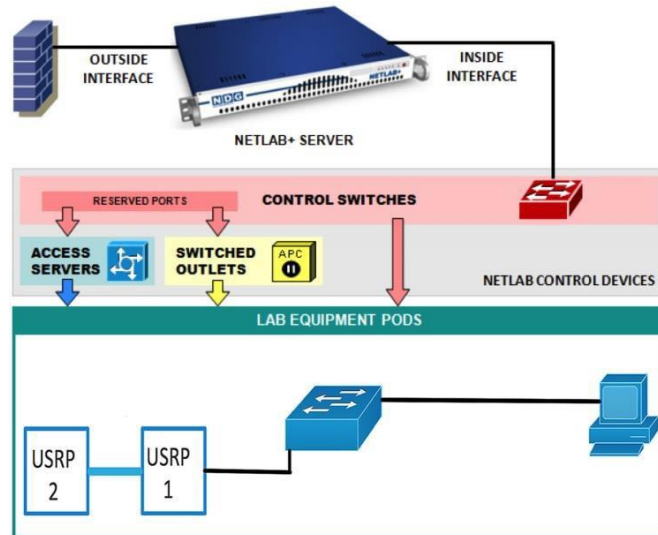 OUTSIDE
INTERFACE
INSIDE
INTERFACE
NDG
NETLAB+
NETLAB+ SERVER
RESERVED PORTS
CONTROL SWITCHES
ACCESS
SERVERS
SWITCHED
OUTLETS
APC
NETLAB CONTROL DEVICES
LAB EQUIPMENT PODS
USRP
2
USRP
1